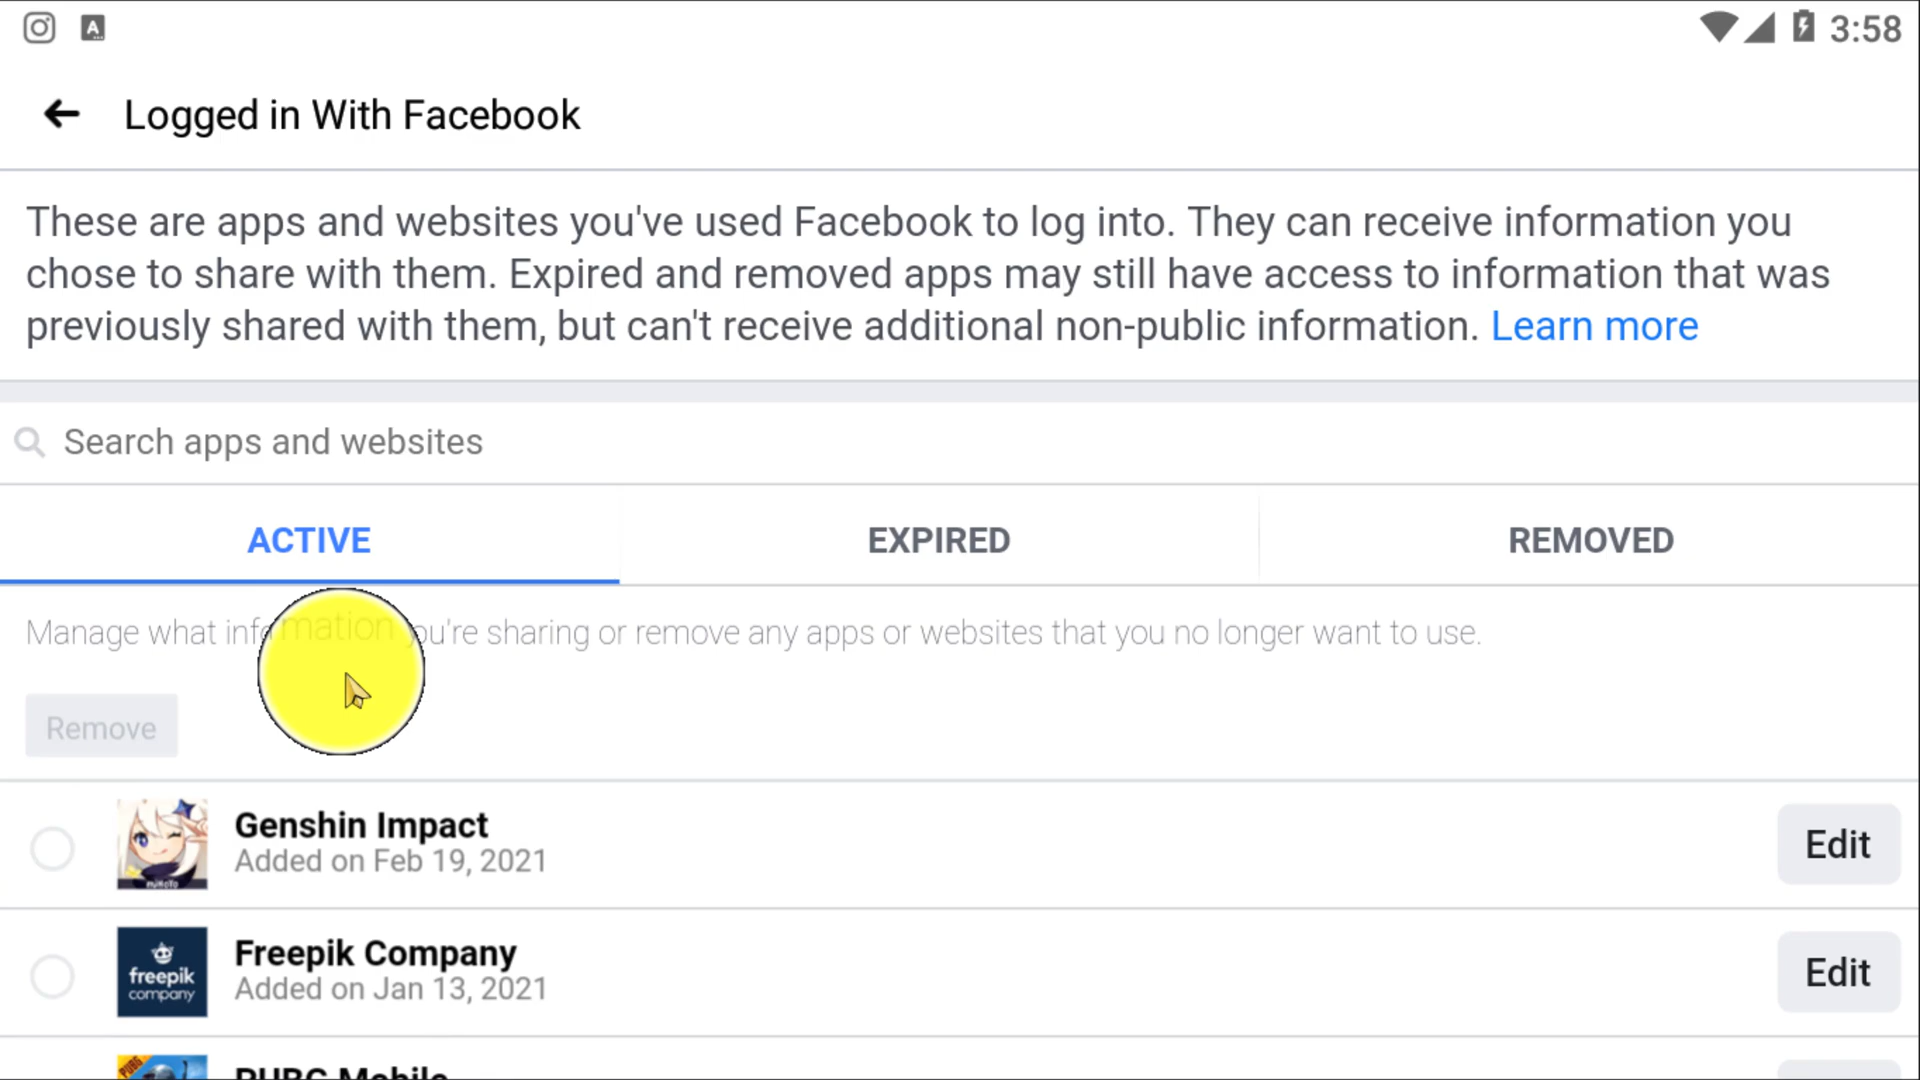 3:58
Logged in With Facebook
These are apps and websites you've used Facebook to log into. They can receive information you
chose to share with them. Expired and removed apps may still have access to information that was
previously shared with them, but can't receive additional non-public information. Learn more
Search apps and websites
ACTIVE EXPIRED REMOVED
Manage what information you're sharing or remove any apps or websites that you no longer want to use.
Remove
Genshin Impact
Added on Feb 19, 2021
Edit
freepik
company
Freepik Company
Added on Jan 13, 2021
Edit
PUBG
PUBG Mobile